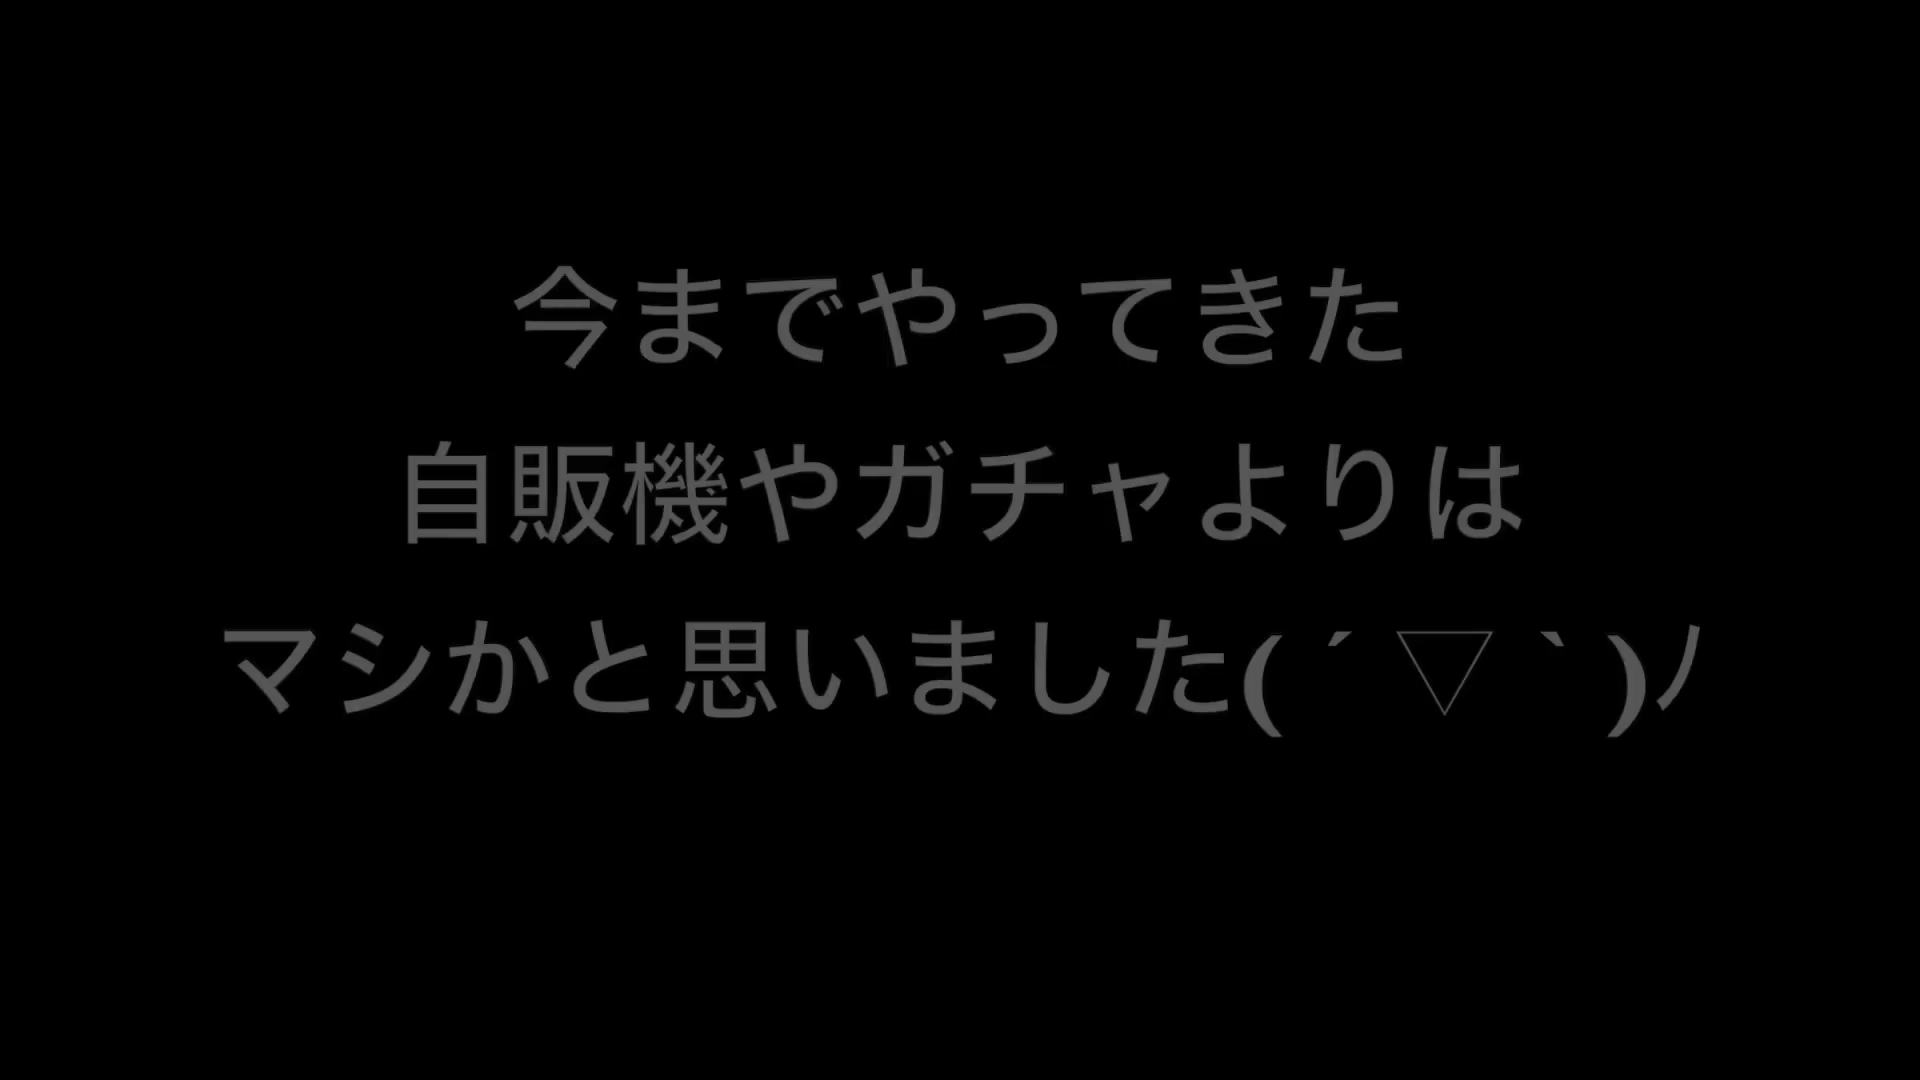 今までやってきた
自販機やガチャよりは
マシかと思いました( ´ ▽ ` )ﾉ